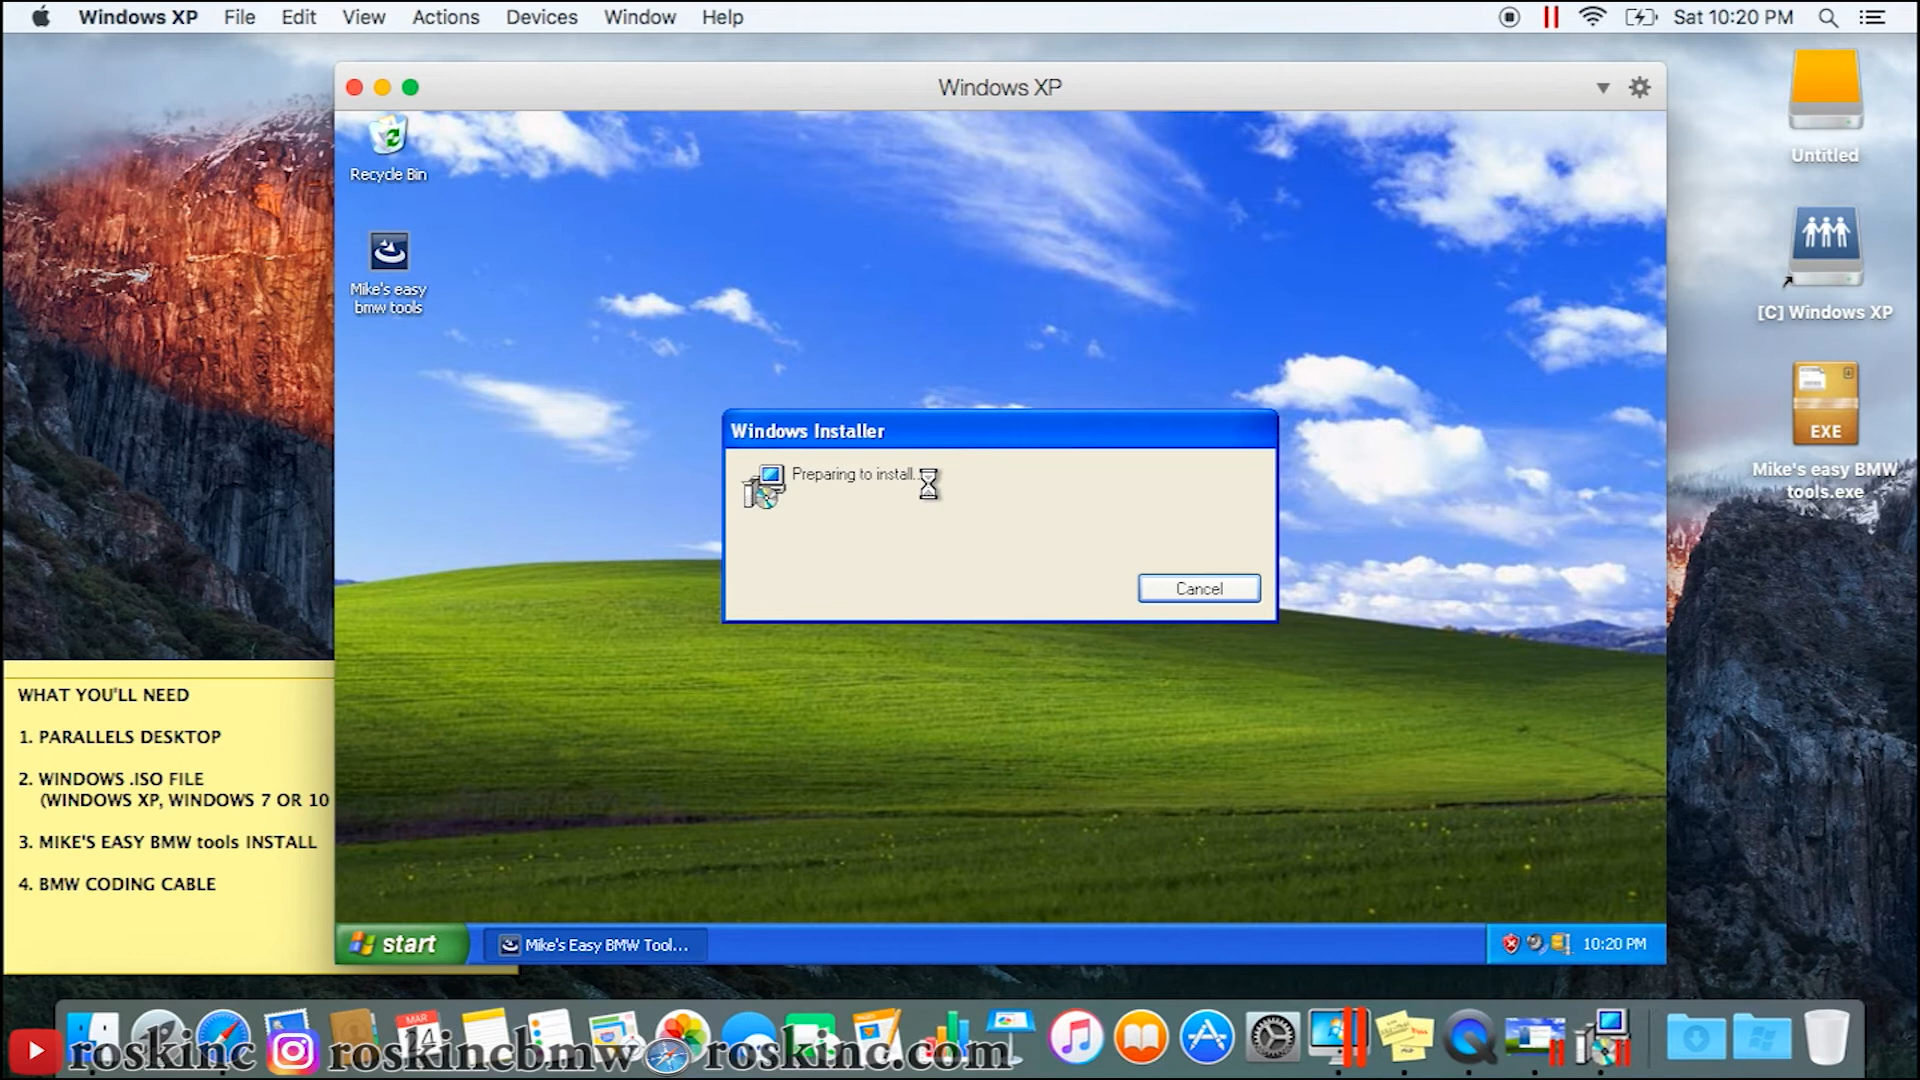 Windows XP File Edit View Actions Devices Window Help Sat 10:20 PM
Windows XP
Recycle Bin
Mike's easy
bmw tools
Untitled
[C] Windows XP
EXE
Mike's easy BMW
tools.exe
Windows Installer
Preparing to install...
Cancel
WHAT YOU'LL NEED
1. PARALLELS DESKTOP
2. WINDOWS .ISO FILE
(WINDOWS XP, WINDOWS 7 OR 10
3. MIKE'S EASY BMW tools INSTALL
4. BMW CODING CABLE
start Mike's Easy BMW Tool... 10:20 PM
MAR
roskinc roskincbmw roskinc.com